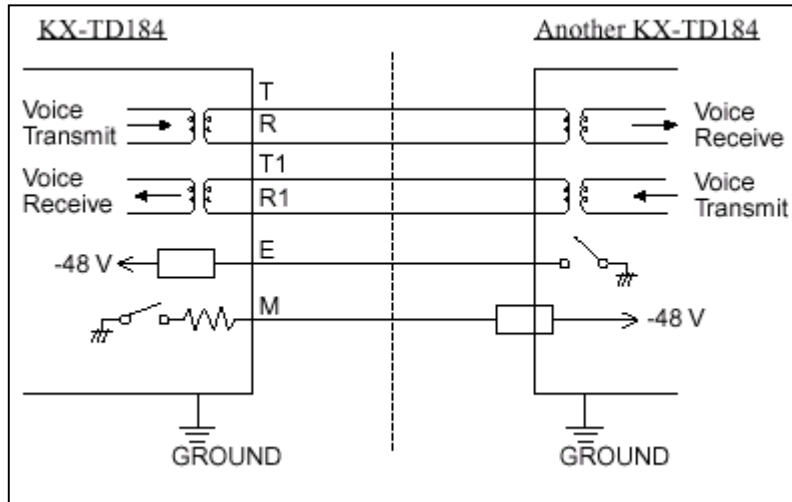 KX-TD184
Another KX-TD184
T
Voice
Transmit
R
Voice
Receive
T1
Voice
Receive
R1
Voice
Transmit
E
-48 V
M
-48 V
GROUND
GROUND